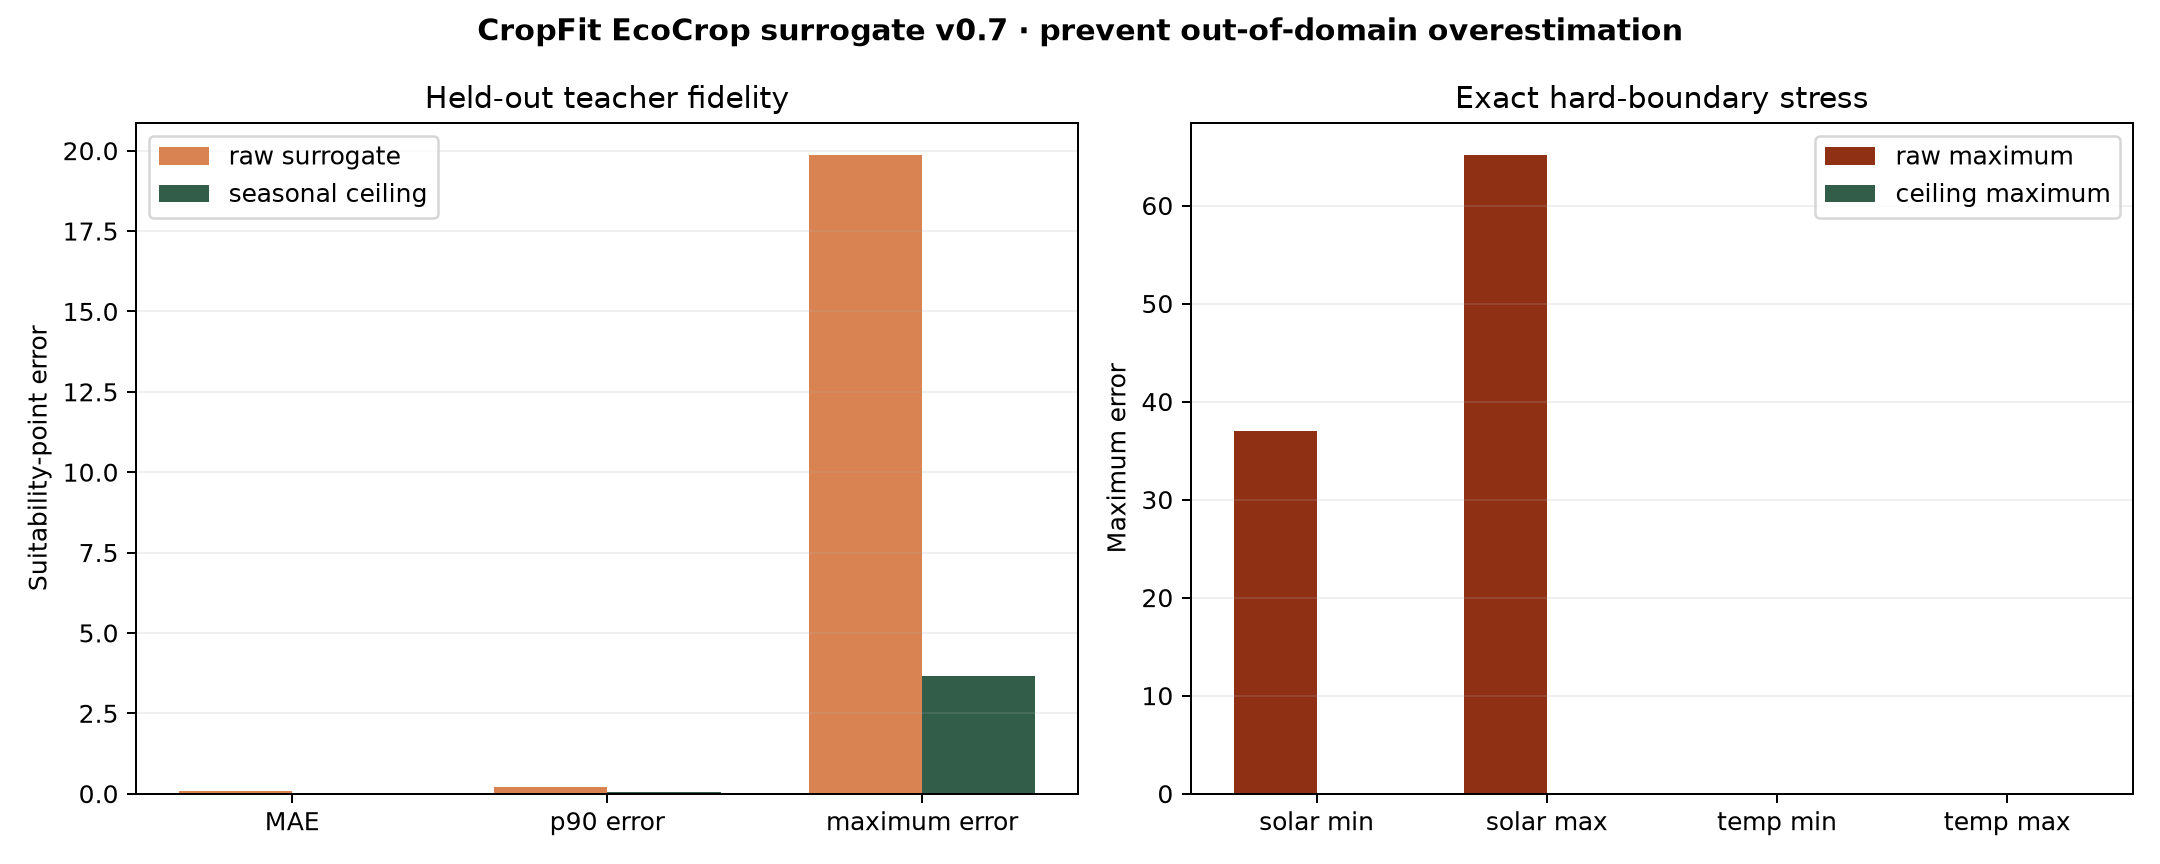 CropFit EcoCrop surrogate v0.7 · prevent out-of-domain overestimation
Held-out teacher fidelity
raw surrogate
seasonal ceiling
Suitability-point error
20.0
17.5
15.0
12.5
10.0
7.5
5.0
2.5
0.0
MAE
p90 error
maximum error
Exact hard-boundary stress
raw maximum
ceiling maximum
Maximum error
60
50
40
30
20
10
0
solar min
solar max
temp min
temp max